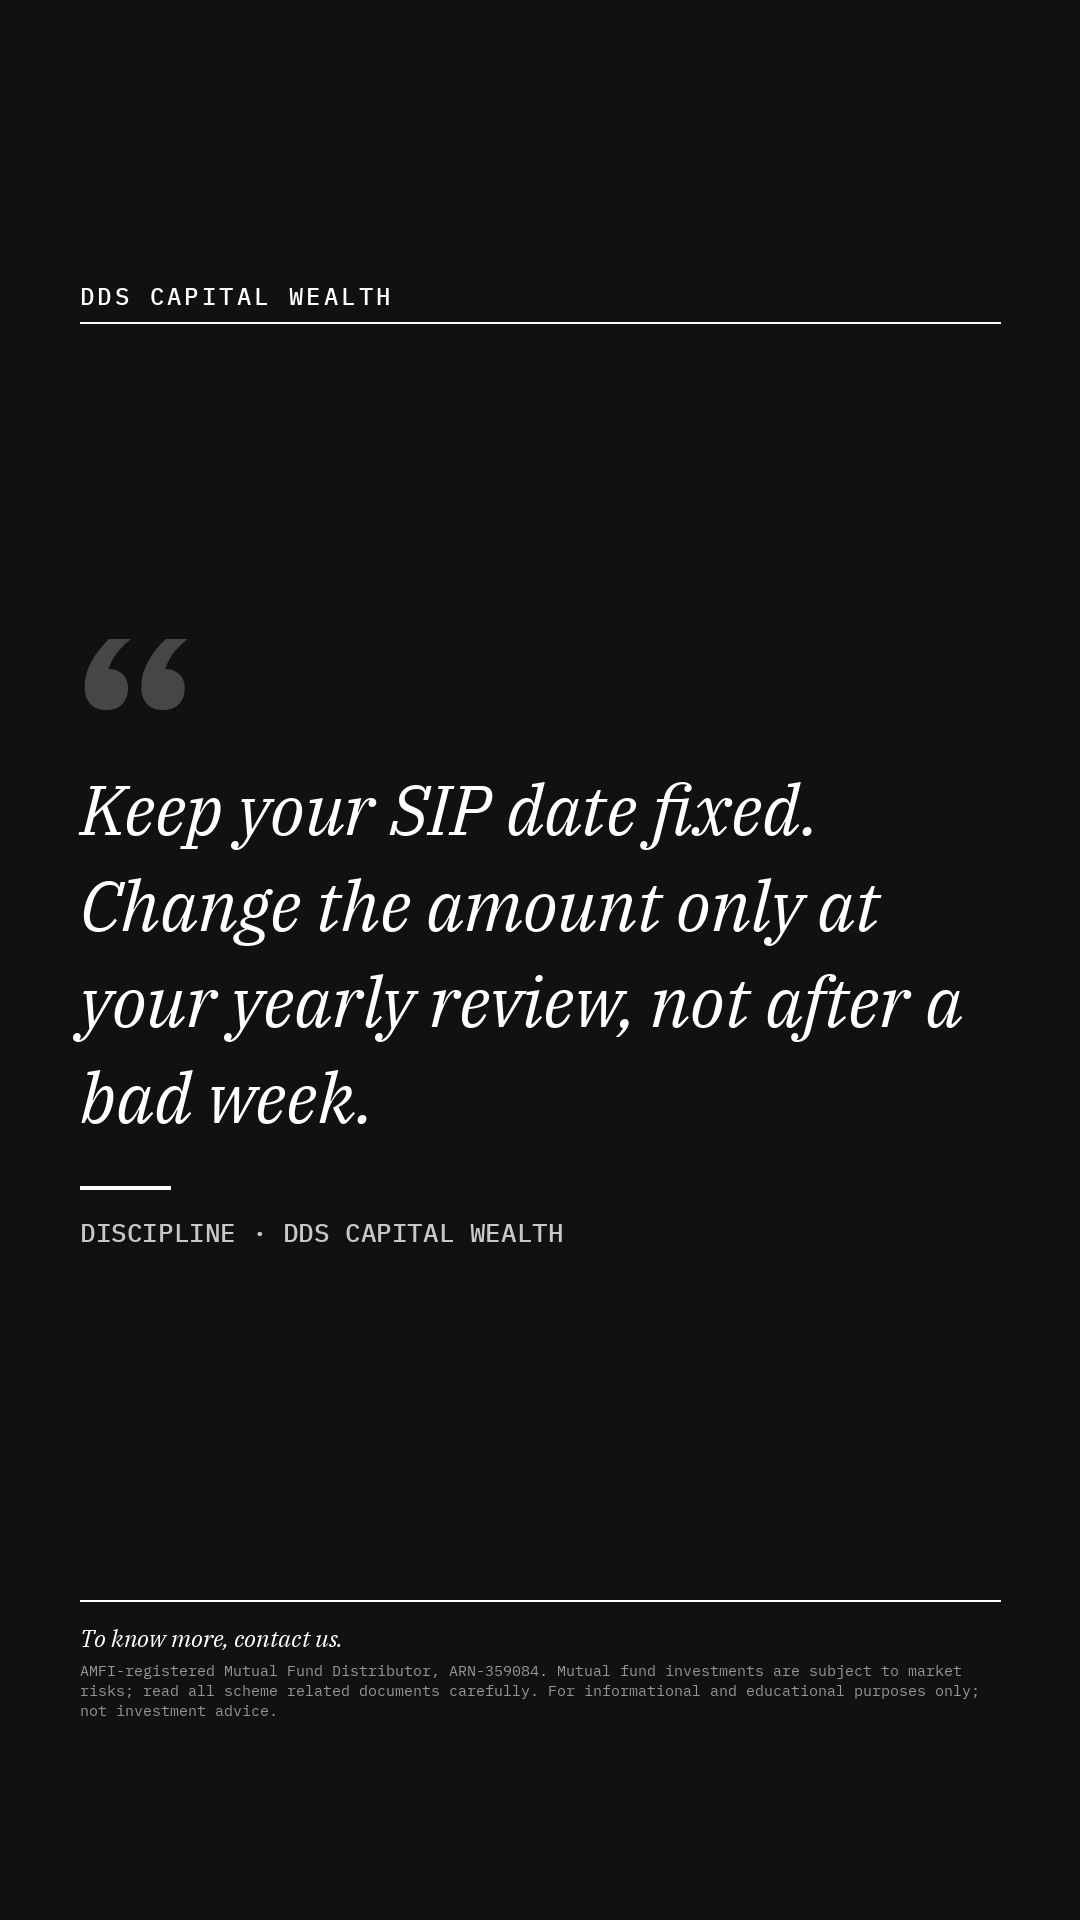 DDS CAPITAL WEALTH
“
Keep your SIP date fixed.
Change the amount only at
your yearly review, not after a
bad week.
DISCIPLINE · DDS CAPITAL WEALTH
To know more, contact us.
AMFI-registered Mutual Fund Distributor, ARN-359084. Mutual fund investments are subject to market
risks; read all scheme related documents carefully. For informational and educational purposes only;
not investment advice.